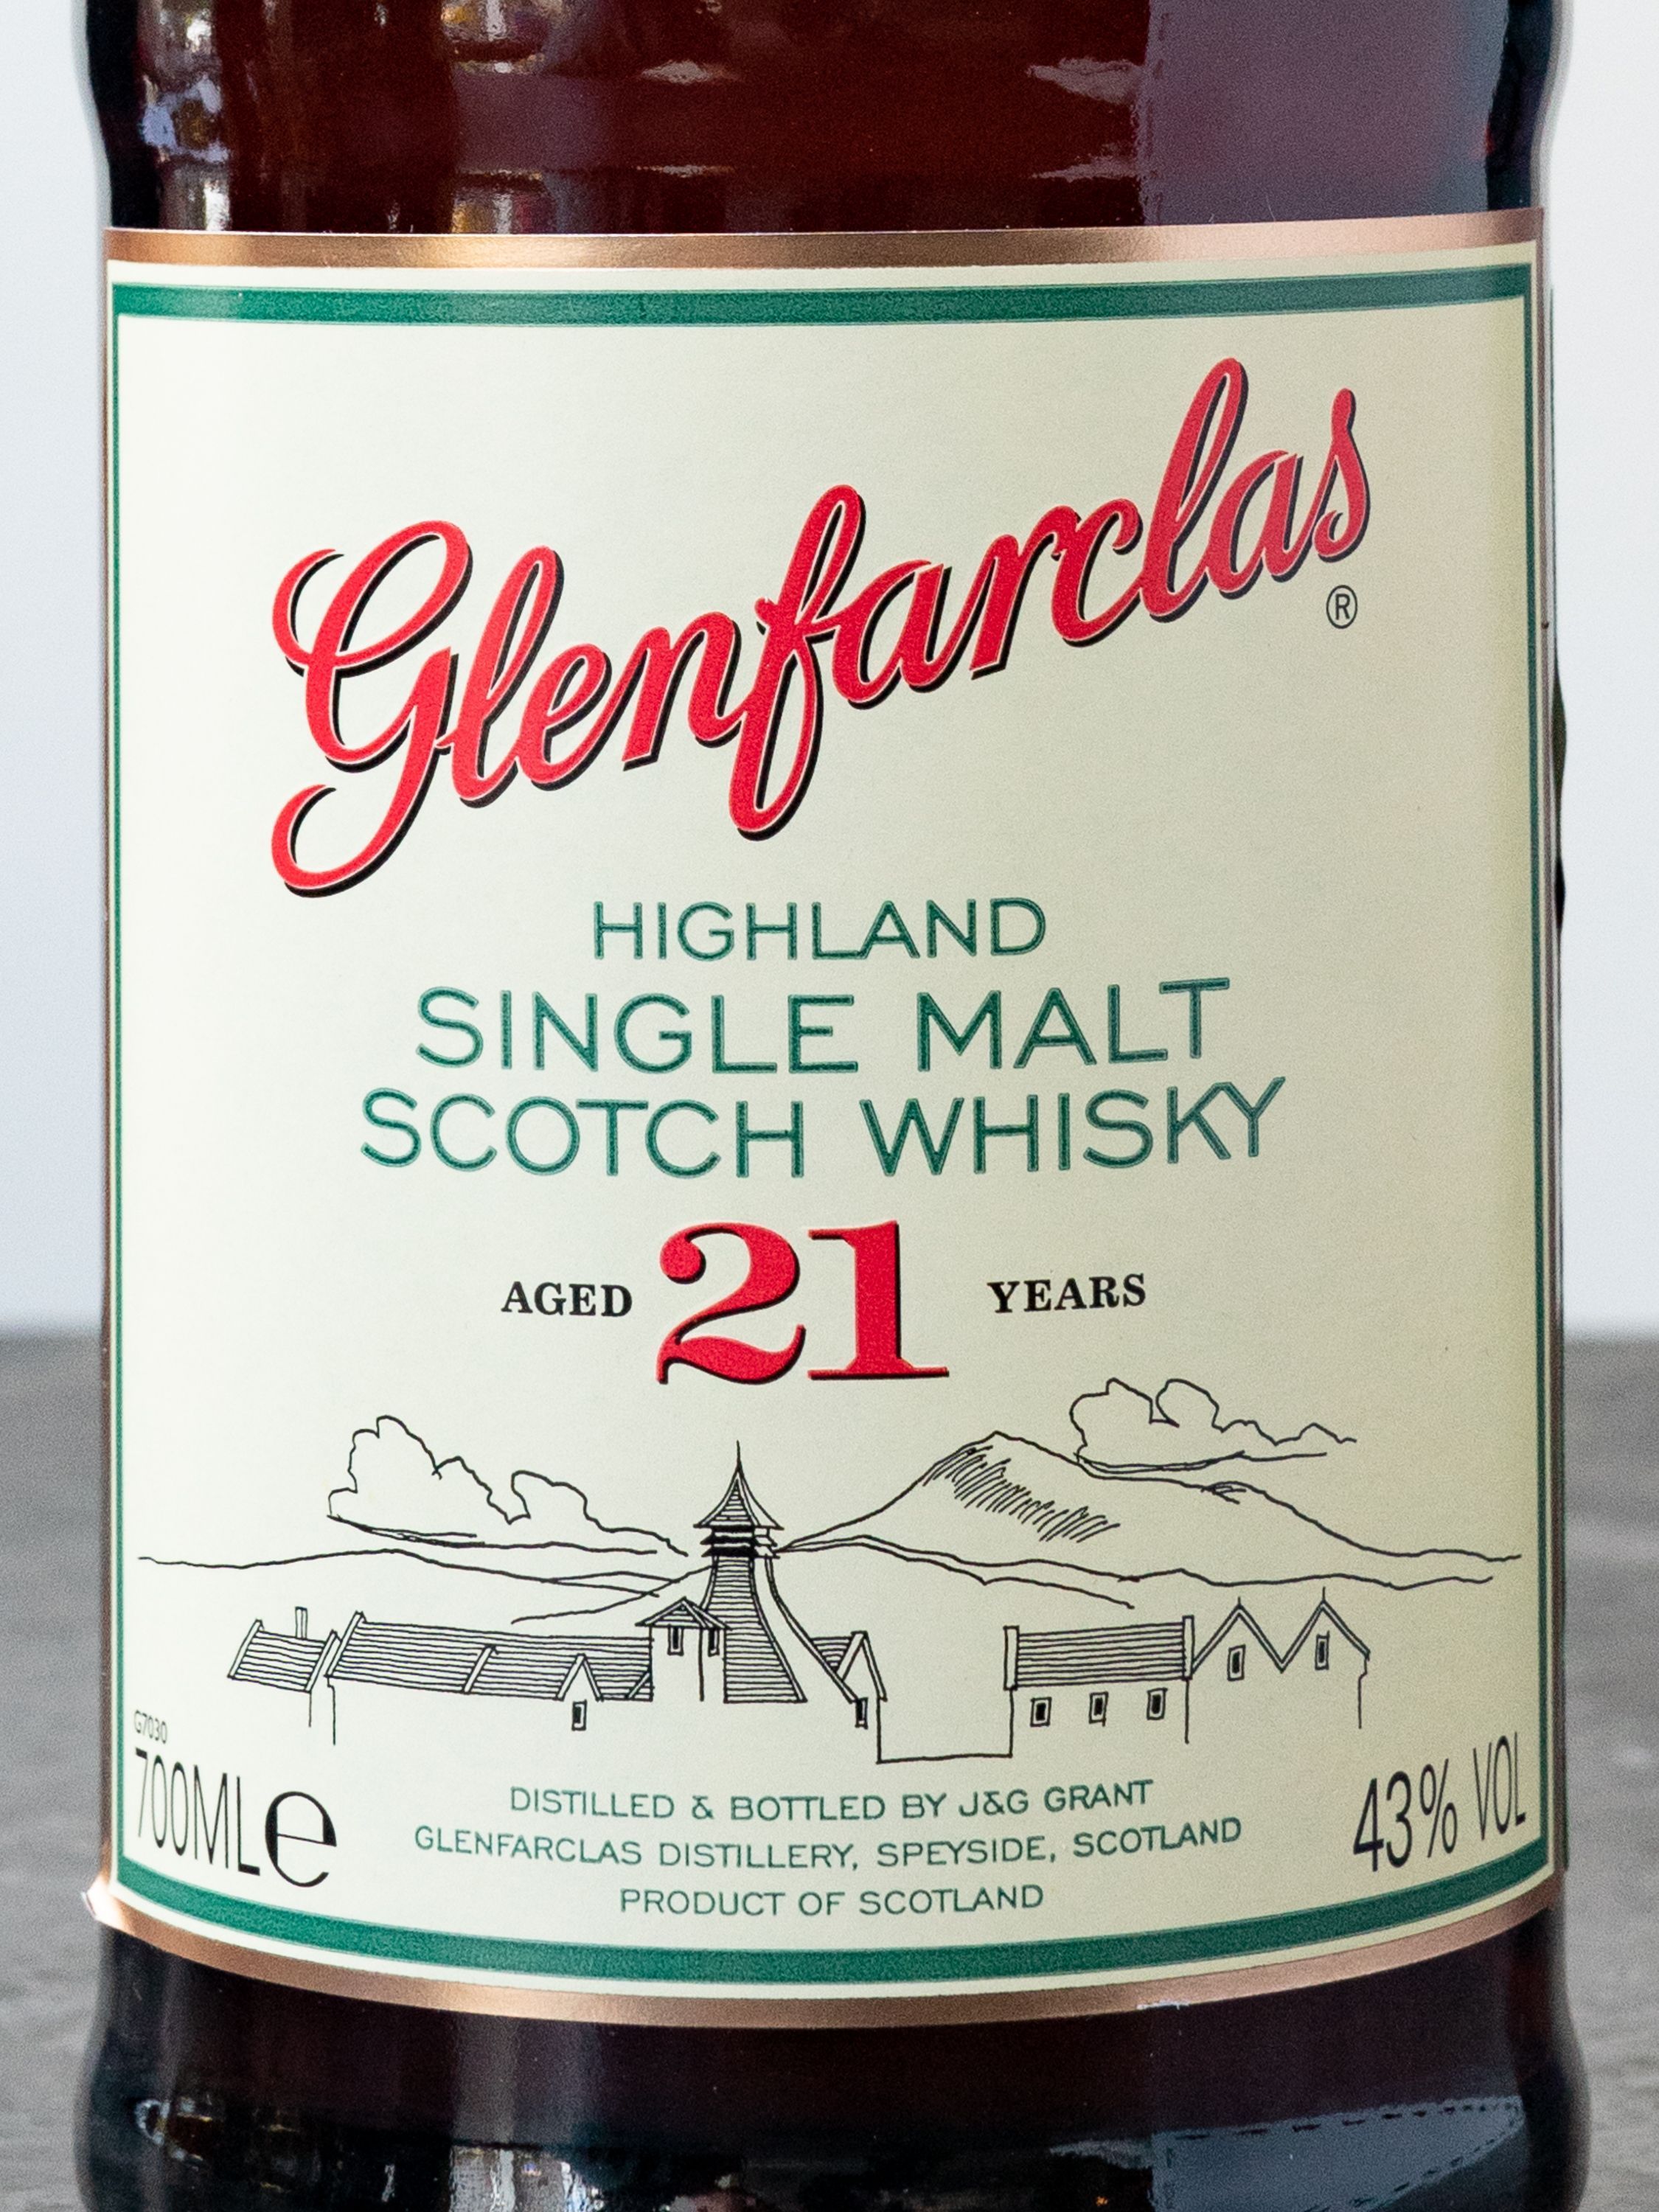 Glenfarclas
®
HIGHLAND
SINGLE MALT
SCOTCH WHISKY
AGED 21 YEARS
G7030
700ML e
43% VOL
DISTILLED & BOTTLED BY J&G GRANT
GLENFARCLAS DISTILLERY, SPEYSIDE, SCOTLAND
PRODUCT OF SCOTLAND